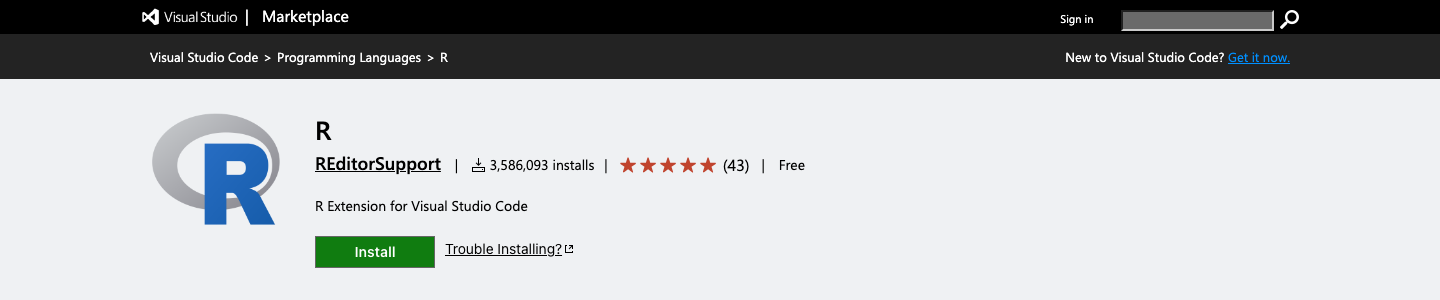 Visual Studio | Marketplace
Sign in
Visual Studio Code > Programming Languages > R
New to Visual Studio Code? Get it now.
R
R
REditorSupport | 3,586,093 installs | ★★★★★ (43) | Free
R Extension for Visual Studio Code
Install
Trouble Installing?